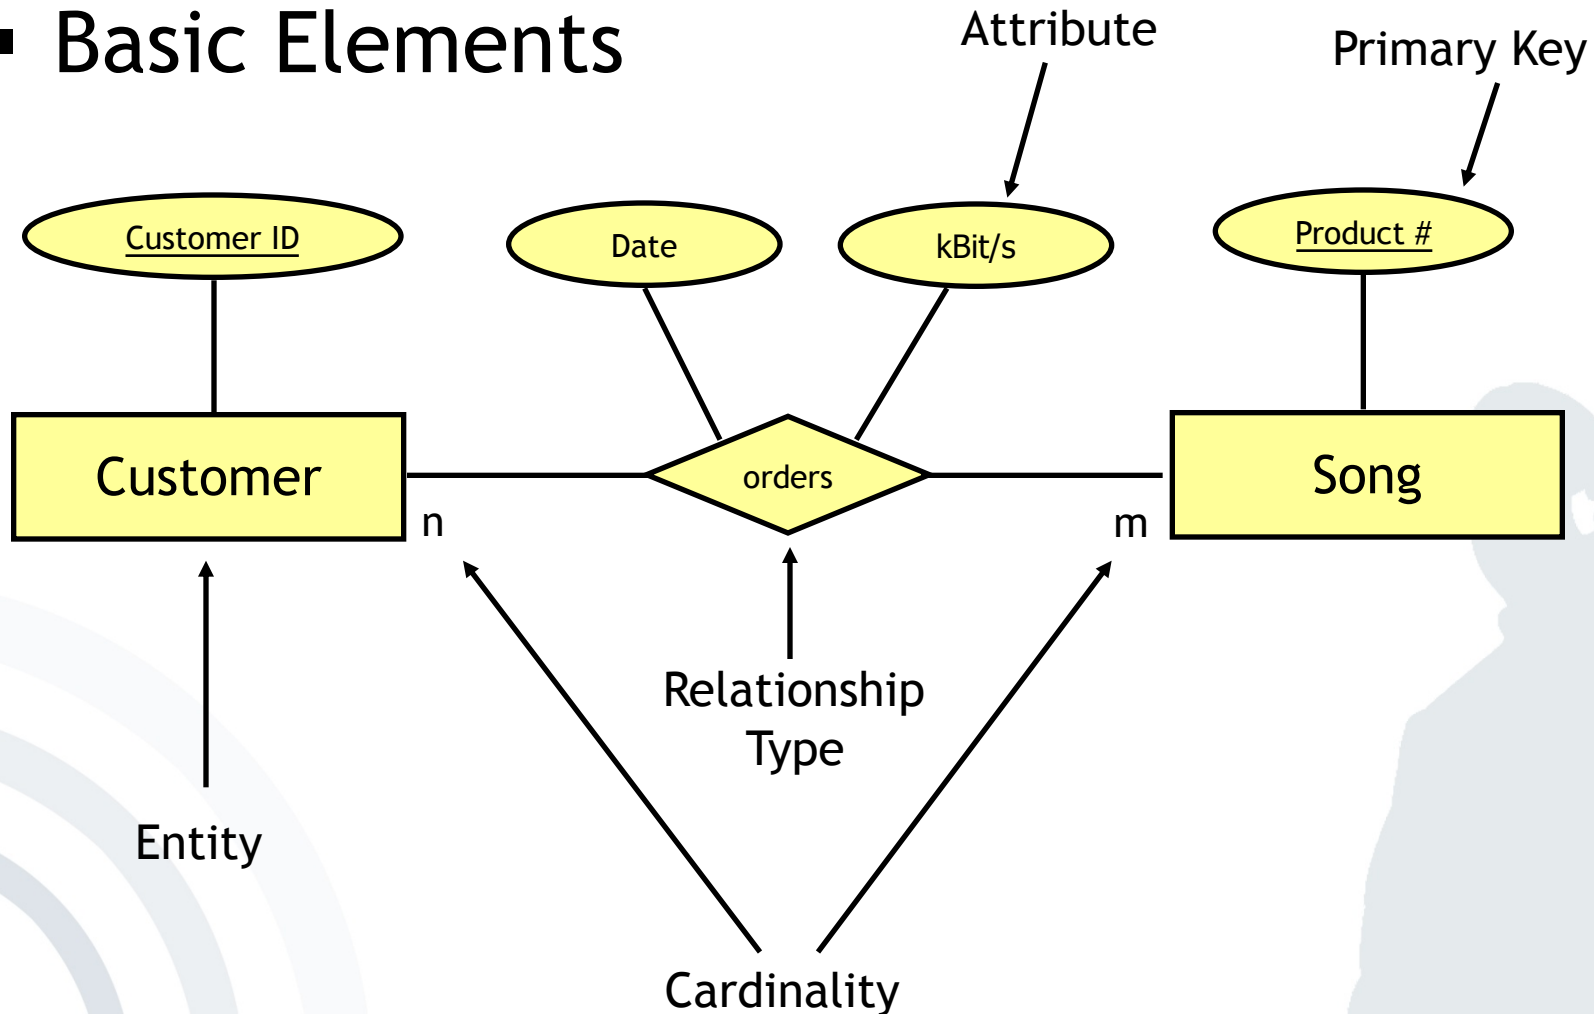 ▪ Basic Elements
Attribute
Primary Key
Customer ID
Date
kBit/s
Product #
Customer
orders
Song
n
m
Relationship
Type
Entity
Cardinality